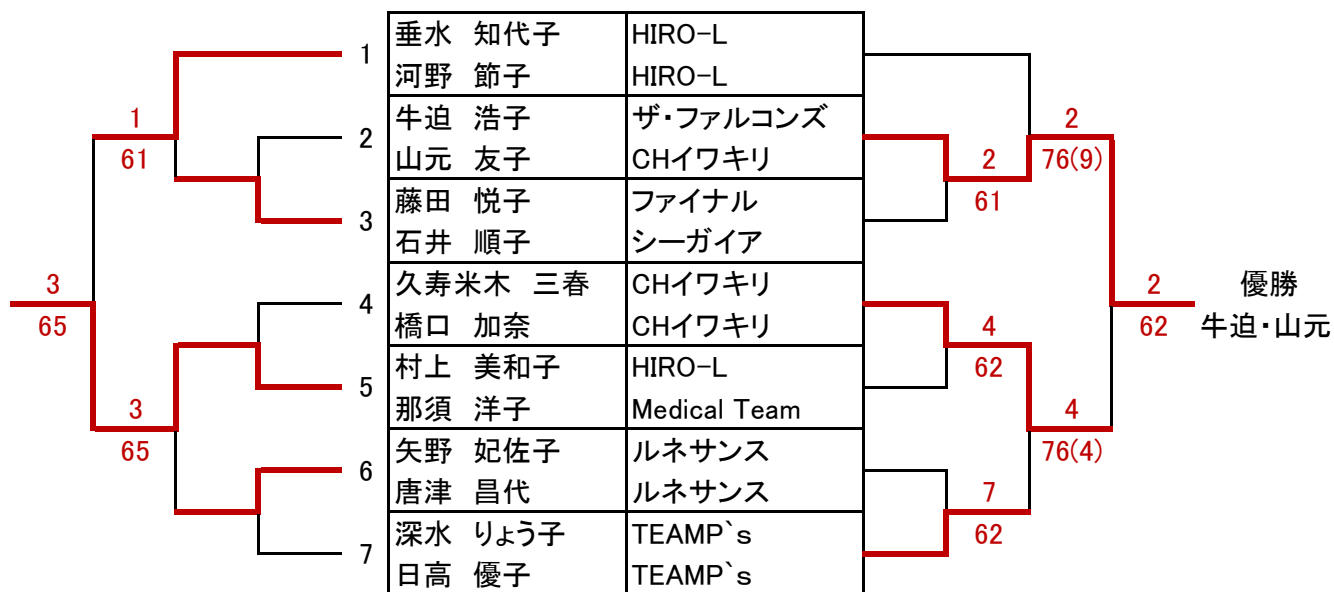 1
61
3
65
3
65
1 垂水 知代子 HIRO-L
河野 節子 HIRO-L
2 牛迫 浩子 ザ・ファルコンズ
山元 友子 CHイワキリ
3 藤田 悦子 ファイナル
石井 順子 シーガイア
4 久寿米木 三春 CHイワキリ
橋口 加奈 CHイワキリ
5 村上 美和子 HIRO-L
那須 洋子 Medical Team
6 矢野 妃佐子 ルネサンス
唐津 昌代 ルネサンス
7 深水 りょう子 TEAMP`s
日高 優子 TEAMP`s
2
61
4
62
7
62
2
76(9)
4
76(4)
2
62
優勝
牛迫・山元